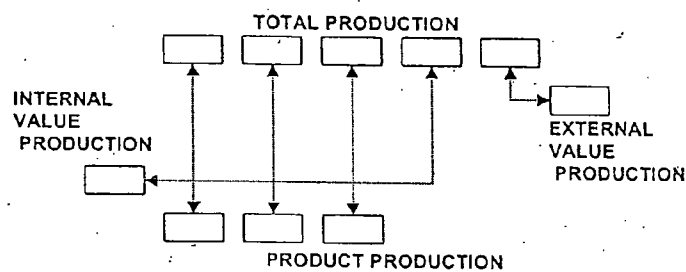 TOTAL PRODUCTION
INTERNAL
VALUE
PRODUCTION
EXTERNAL
VALUE
PRODUCTION
PRODUCT PRODUCTION